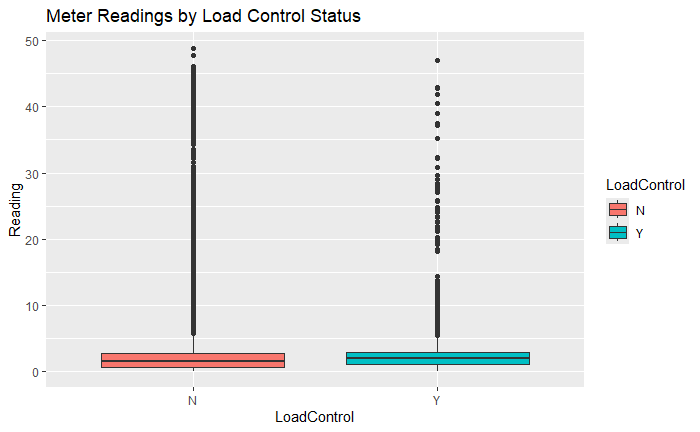 Meter Readings by Load Control Status
50
40
30
20
10
0
Reading
N
Y
LoadControl
LoadControl
N
Y